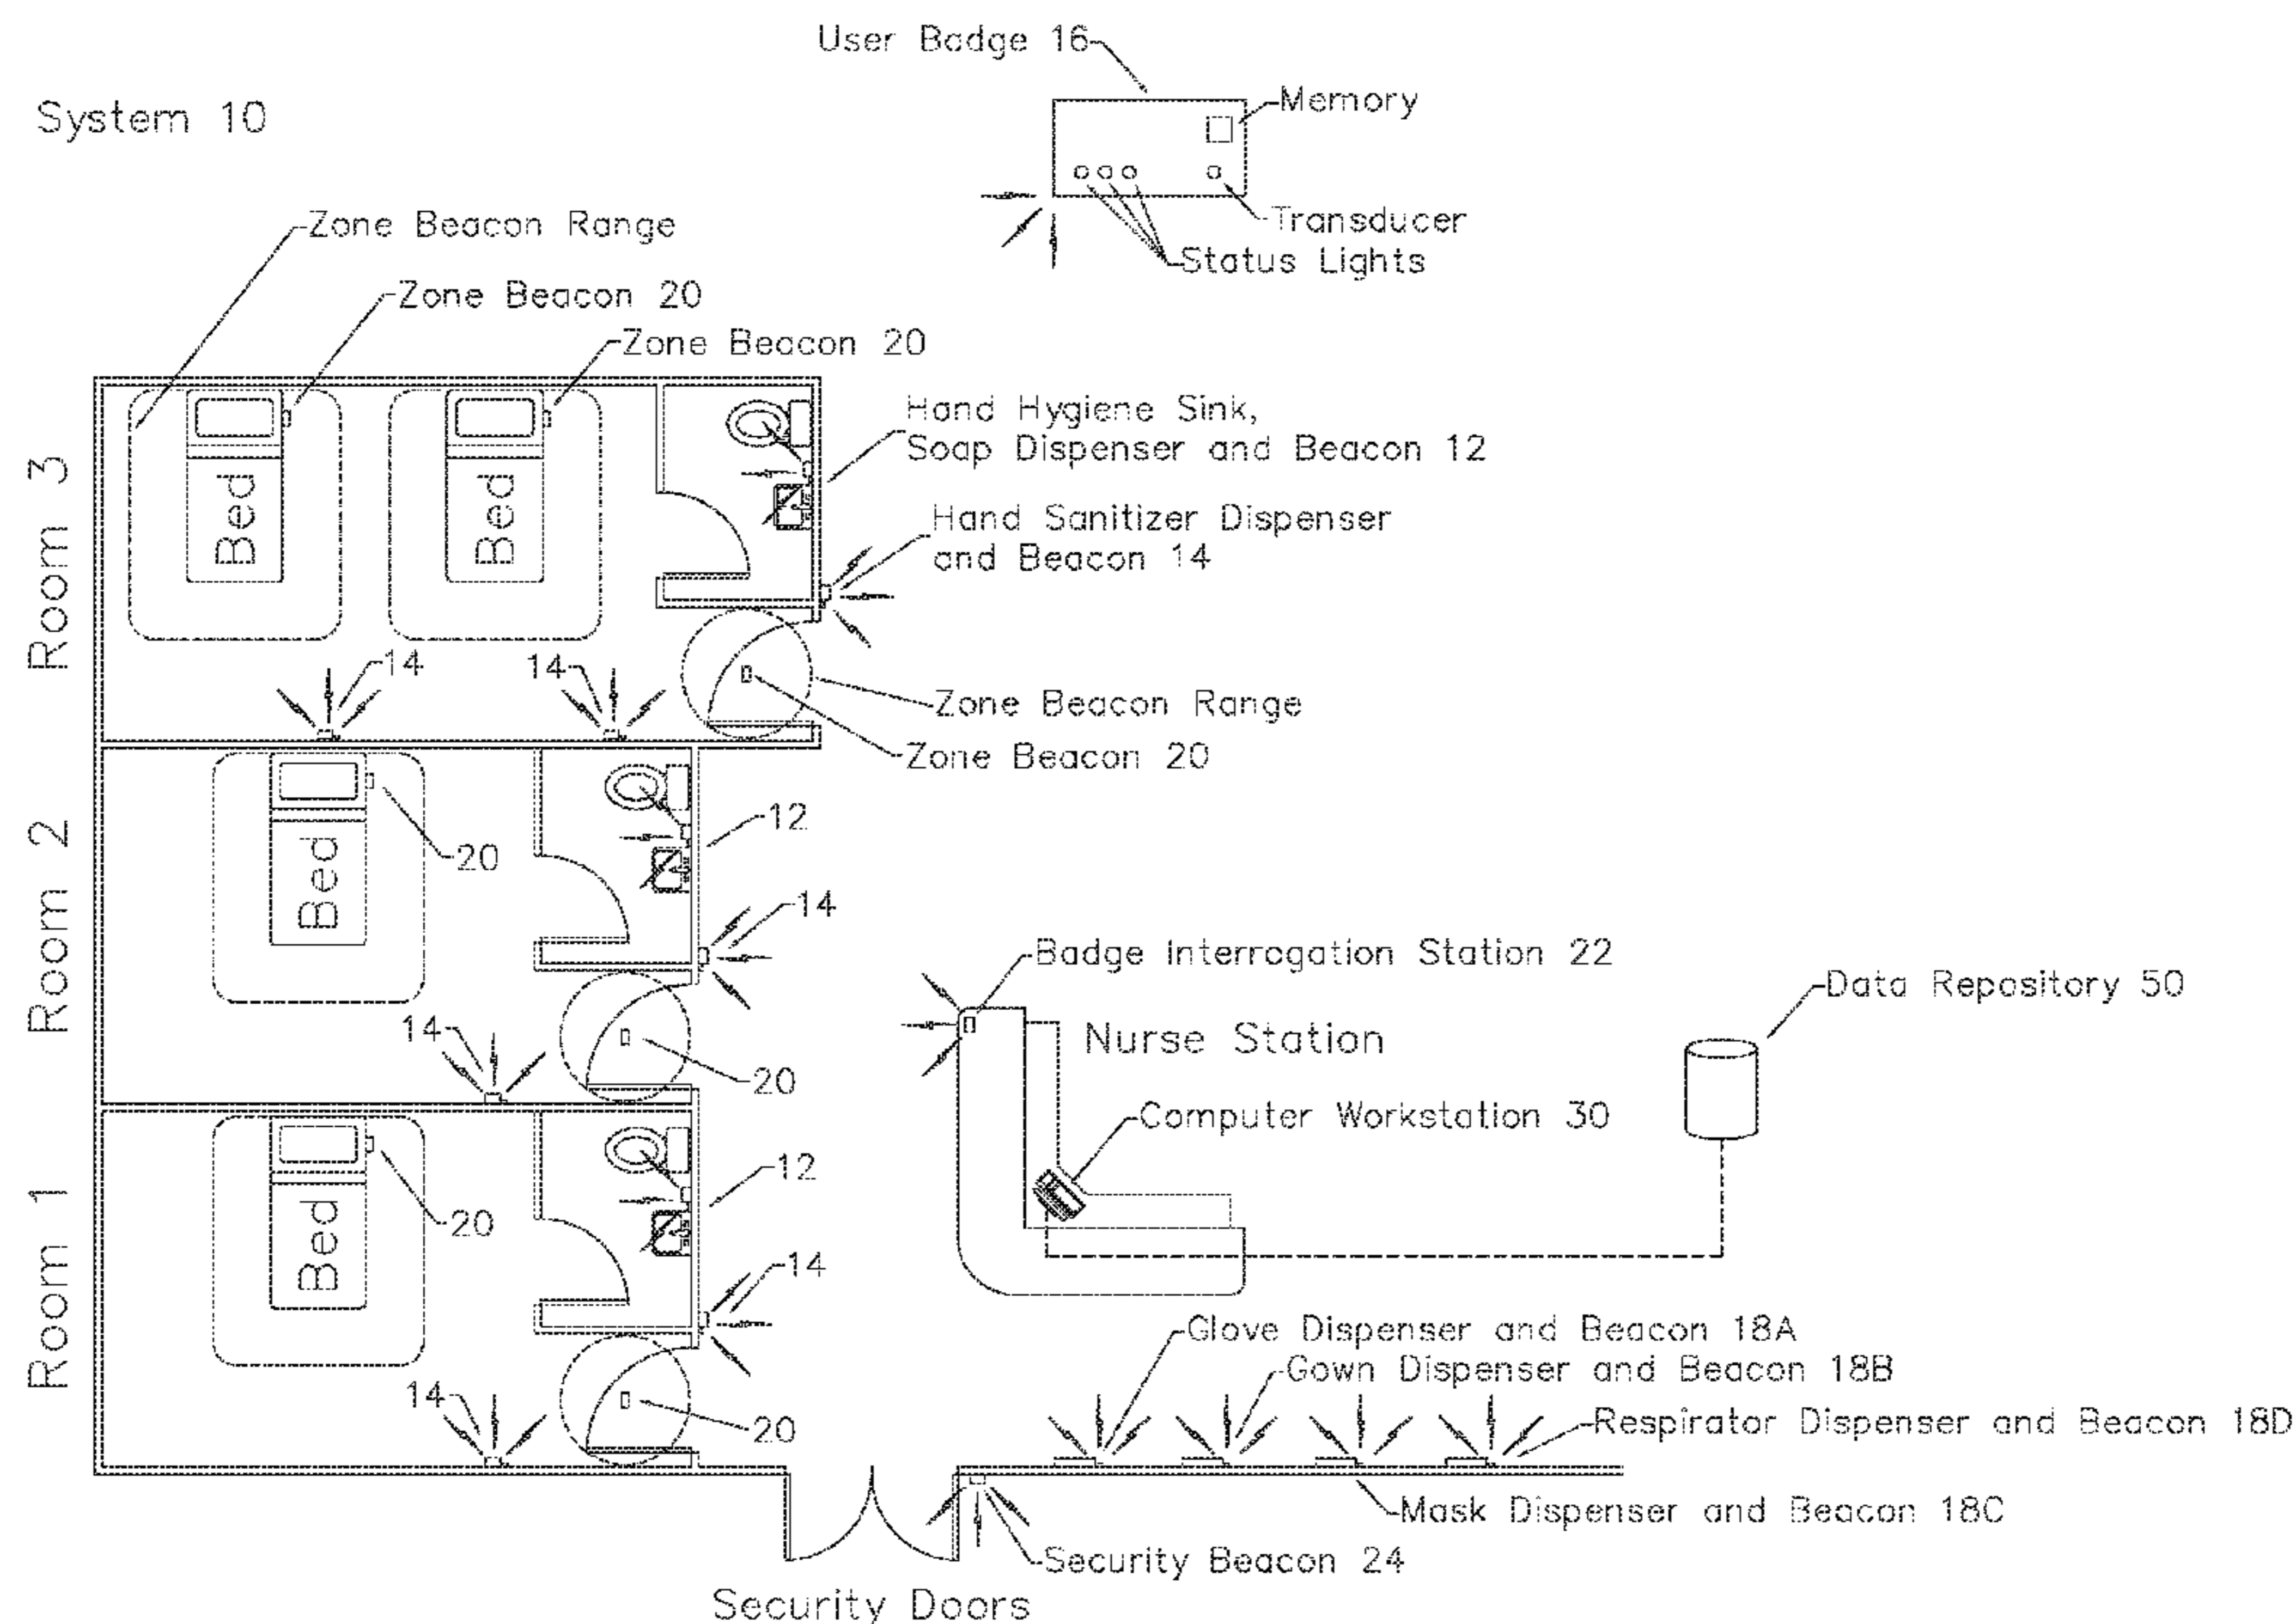 User Badge 16
System 10
Memory
Transducer
Status Lights
Zone Beacon Range
Zone Beacon 20
Zone Beacon 20
Hand Hygiene Sink,
Soap Dispenser and Beacon 12
Hand Sanitizer Dispenser
and Beacon 14
Room 3
Bed
Bed
14
14
Zone Beacon Range
Zone Beacon 20
Room 2
Bed
20
12
14
14
20
Badge Interrogation Station 22
Nurse Station
Data Repository 50
Computer Workstation 30
Room 1
Bed
20
12
14
14
20
Glove Dispenser and Beacon 18A
Gown Dispenser and Beacon 18B
Respirator Dispenser and Beacon 18D
Mask Dispenser and Beacon 18C
Security Beacon 24
Security Doors